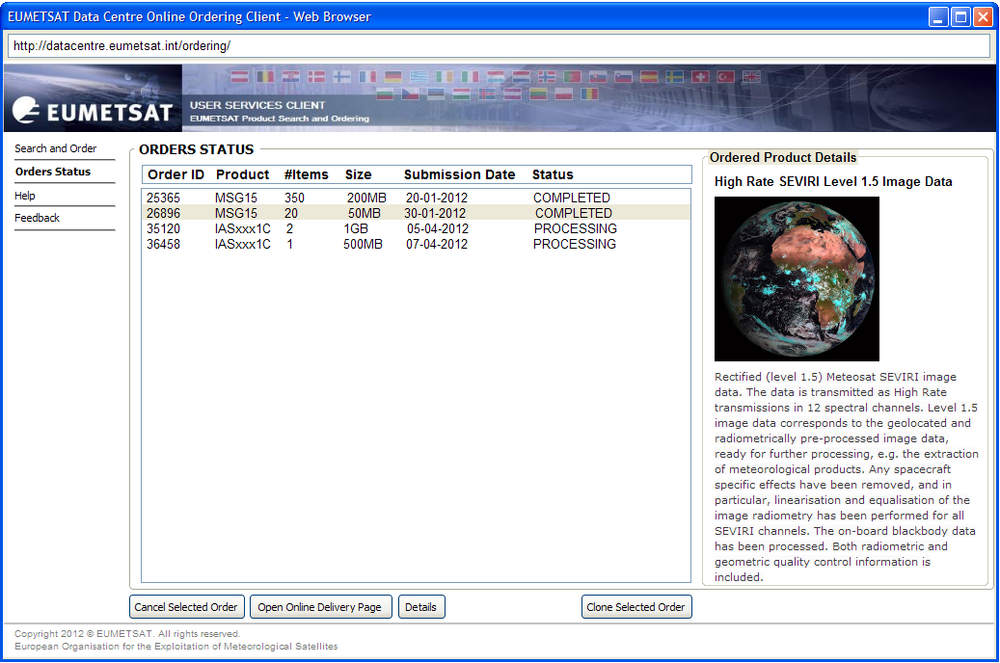 EUMETSAT Data Centre Online Ordering Client - Web Browser
http://datacentre.eumetsat.int/ordering/
EUMETSAT
USER SERVICES CLIENT
EUMETSAT Product Search and Ordering
Search and Order
Orders Status
Help
Feedback
ORDERS STATUS
Order ID Product #Items Size Submission Date Status
25365 MSG15 350 200MB 20-01-2012 COMPLETED
26896 MSG15 20 50MB 30-01-2012 COMPLETED
35120 IASxxx1C 2 1GB 05-04-2012 PROCESSING
36458 IASxxx1C 1 500MB 07-04-2012 PROCESSING
Ordered Product Details
High Rate SEVIRI Level 1.5 Image Data
Rectified (level 1.5) Meteosat SEVIRI image
data. The data is transmitted as High Rate
transmissions in 12 spectral channels. Level 1.5
image data corresponds to the geolocated and
radiometrically pre-processed image data,
ready for further processing, e.g. the extraction
of meteorological products. Any spacecraft
specific effects have been removed, and in
particular, linearisation and equalisation of the
image radiometry has been performed for all
SEVIRI channels. The on-board blackbody data
has been processed. Both radiometric and
geometric quality control information is
included.
Cancel Selected Order
Open Online Delivery Page
Details
Clone Selected Order
Copyright 2012 © EUMETSAT. All rights reserved.
European Organisation for the Exploitation of Meteorological Satellites